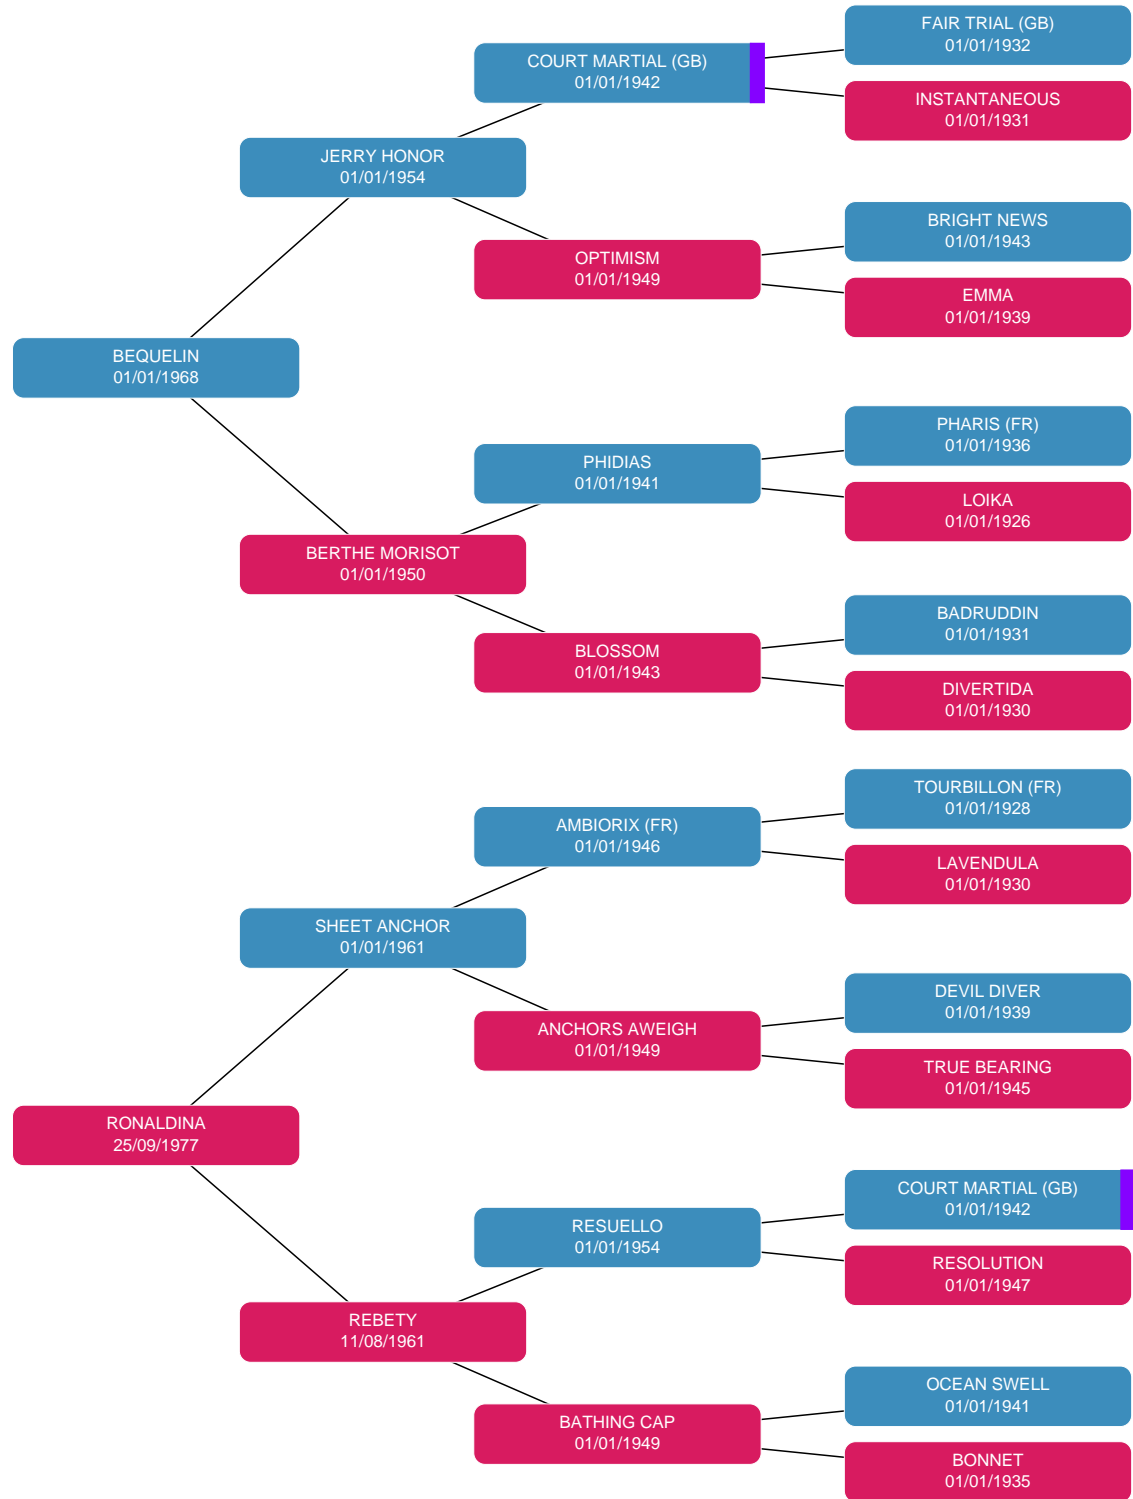 FAIR TRIAL (GB)
01/01/1932
COURT MARTIAL (GB)
01/01/1942
INSTANTANEOUS
01/01/1931
JERRY HONOR
01/01/1954
BRIGHT NEWS
01/01/1943
OPTIMISM
01/01/1949
EMMA
01/01/1939
BEQUELIN
01/01/1968
PHARIS (FR)
01/01/1936
PHIDIAS
01/01/1941
LOIKA
01/01/1926
BERTHE MORISOT
01/01/1950
BADRUDDIN
01/01/1931
BLOSSOM
01/01/1943
DIVERTIDA
01/01/1930
TOURBILLON (FR)
01/01/1928
AMBIORIX (FR)
01/01/1946
LAVENDULA
01/01/1930
SHEET ANCHOR
01/01/1961
DEVIL DIVER
01/01/1939
ANCHORS AWEIGH
01/01/1949
TRUE BEARING
01/01/1945
RONALDINA
25/09/1977
COURT MARTIAL (GB)
01/01/1942
RESUELLO
01/01/1954
RESOLUTION
01/01/1947
REBETY
11/08/1961
OCEAN SWELL
01/01/1941
BATHING CAP
01/01/1949
BONNET
01/01/1935